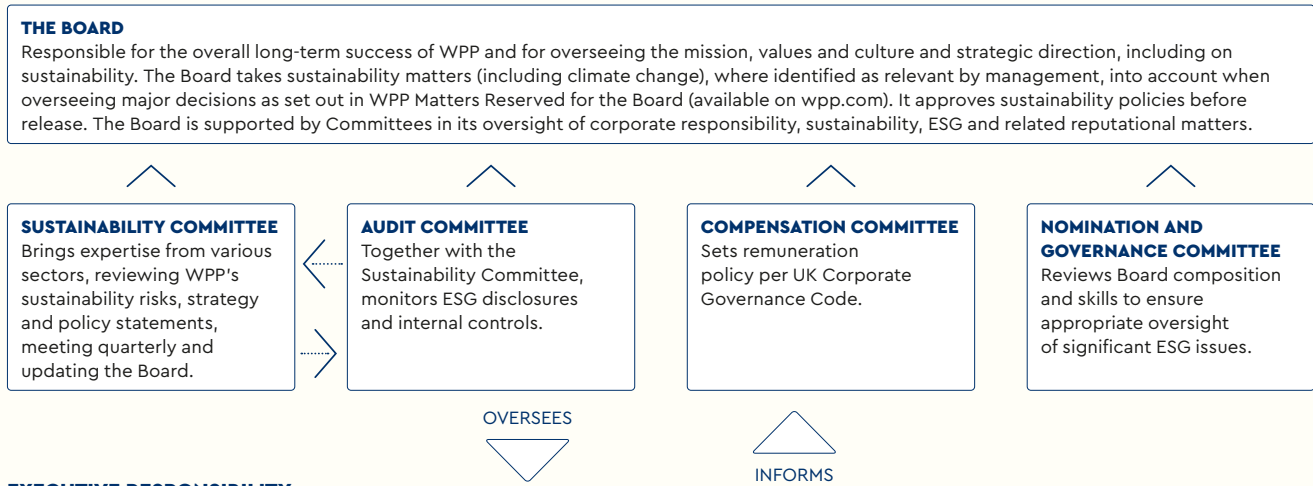 THE BOARD
Responsible for the overall long-term success of WPP and for overseeing the mission, values and culture and strategic direction, including on
sustainability. The Board takes sustainability matters (including climate change), where identified as relevant by management, into account when
overseeing major decisions as set out in WPP Matters Reserved for the Board (available on wpp.com). It approves sustainability policies before
release. The Board is supported by Committees in its oversight of corporate responsibility, sustainability, ESG and related reputational matters.
SUSTAINABILITY COMMITTEE
Brings expertise from various
sectors, reviewing WPP's
sustainability risks, strategy
and policy statements,
meeting quarterly and
updating the Board.
AUDIT COMMITTEE
Together with the
Sustainability Committee,
monitors ESG disclosures
and internal controls.
COMPENSATION COMMITTEE
Sets remuneration
policy per UK Corporate
Governance Code.
NOMINATION AND
GOVERNANCE COMMITTEE
Reviews Board composition
and skills to ensure
appropriate oversight
of significant ESG issues.
OVERSEES
INFORMS
EXECUTIVE RESPONSIBILITY